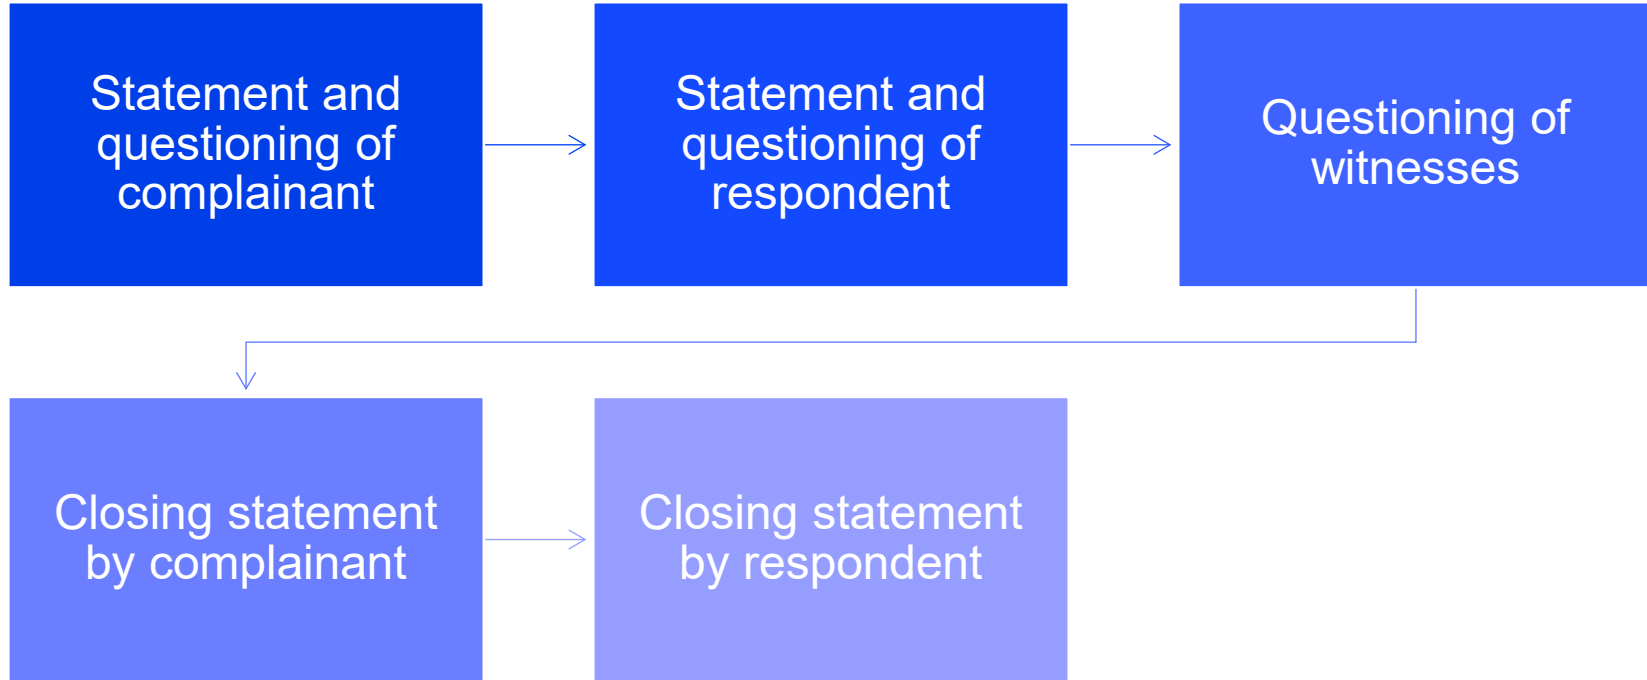 Statement and
questioning of
complainant
Statement and
questioning of
respondent
Questioning of
witnesses
Closing statement
by complainant
Closing statement
by respondent